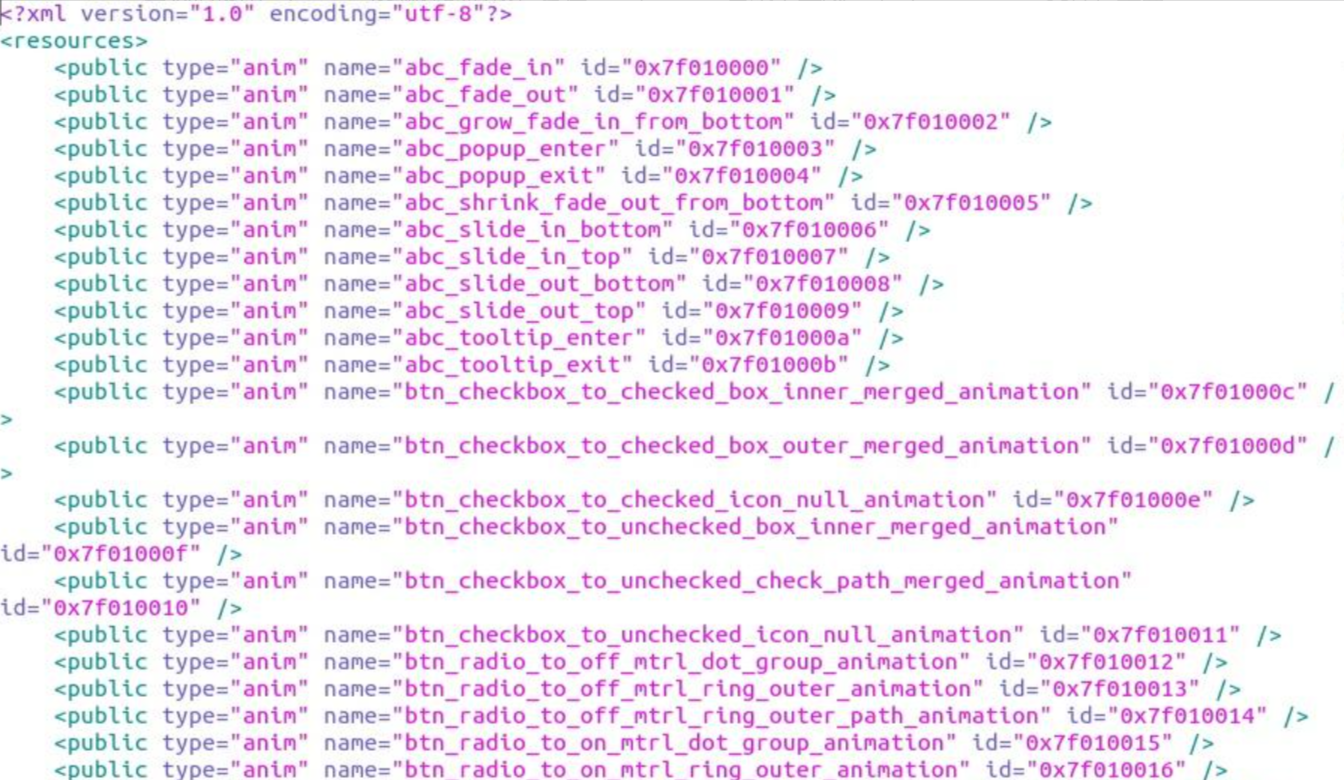 <?xml version="1.0" encoding="utf-8"?>
<resources>
    <public type="anim" name="abc_fade_in" id="0x7f010000" />
    <public type="anim" name="abc_fade_out" id="0x7f010001" />
    <public type="anim" name="abc_grow_fade_in_from_bottom" id="0x7f010002" />
    <public type="anim" name="abc_popup_enter" id="0x7f010003" />
    <public type="anim" name="abc_popup_exit" id="0x7f010004" />
    <public type="anim" name="abc_shrink_fade_out_from_bottom" id="0x7f010005" />
    <public type="anim" name="abc_slide_in_bottom" id="0x7f010006" />
    <public type="anim" name="abc_slide_in_top" id="0x7f010007" />
    <public type="anim" name="abc_slide_out_bottom" id="0x7f010008" />
    <public type="anim" name="abc_slide_out_top" id="0x7f010009" />
    <public type="anim" name="abc_tooltip_enter" id="0x7f01000a" />
    <public type="anim" name="abc_tooltip_exit" id="0x7f01000b" />
    <public type="anim" name="btn_checkbox_to_checked_box_inner_merged_animation" id="0x7f01000c" /
>
    <public type="anim" name="btn_checkbox_to_checked_box_outer_merged_animation" id="0x7f01000d" /
>
    <public type="anim" name="btn_checkbox_to_checked_icon_null_animation" id="0x7f01000e" />
    <public type="anim" name="btn_checkbox_to_unchecked_box_inner_merged_animation"
id="0x7f01000f" />
    <public type="anim" name="btn_checkbox_to_unchecked_check_path_merged_animation"
id="0x7f010010" />
    <public type="anim" name="btn_checkbox_to_unchecked_icon_null_animation" id="0x7f010011" />
    <public type="anim" name="btn_radio_to_off_mtrl_dot_group_animation" id="0x7f010012" />
    <public type="anim" name="btn_radio_to_off_mtrl_ring_outer_animation" id="0x7f010013" />
    <public type="anim" name="btn_radio_to_off_mtrl_ring_outer_path_animation" id="0x7f010014" />
    <public type="anim" name="btn_radio_to_on_mtrl_dot_group_animation" id="0x7f010015" />
    <public type="anim" name="btn_radio_to_on_mtrl_ring_outer_animation" id="0x7f010016" />